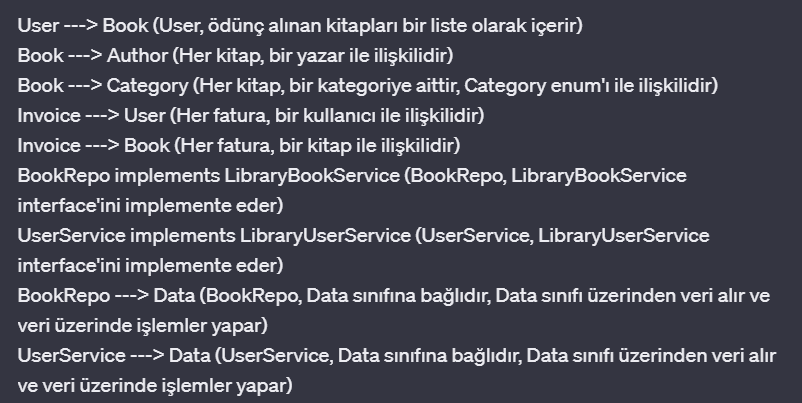 User ---> Book (User, ödünç alınan kitapları bir liste olarak içerir)
Book ---> Author (Her kitap, bir yazar ile ilişkilidir)
Book ---> Category (Her kitap, bir kategoriye aittir, Category enum'ı ile ilişkilidir)
Invoice ---> User (Her fatura, bir kullanıcı ile ilişkilidir)
Invoice ---> Book (Her fatura, bir kitap ile ilişkilidir)
BookRepo implements LibraryBookService (BookRepo, LibraryBookService
interface'ini implemente eder)
UserService implements LibraryUserService (UserService, LibraryUserService
interface'ini implemente eder)
BookRepo ---> Data (BookRepo, Data sınıfına bağlıdır, Data sınıfı üzerinden veri alır ve
veri üzerinde işlemler yapar)
UserService ---> Data (UserService, Data sınıfına bağlıdır, Data sınıfı üzerinden veri alır
ve veri üzerinde işlemler yapar)